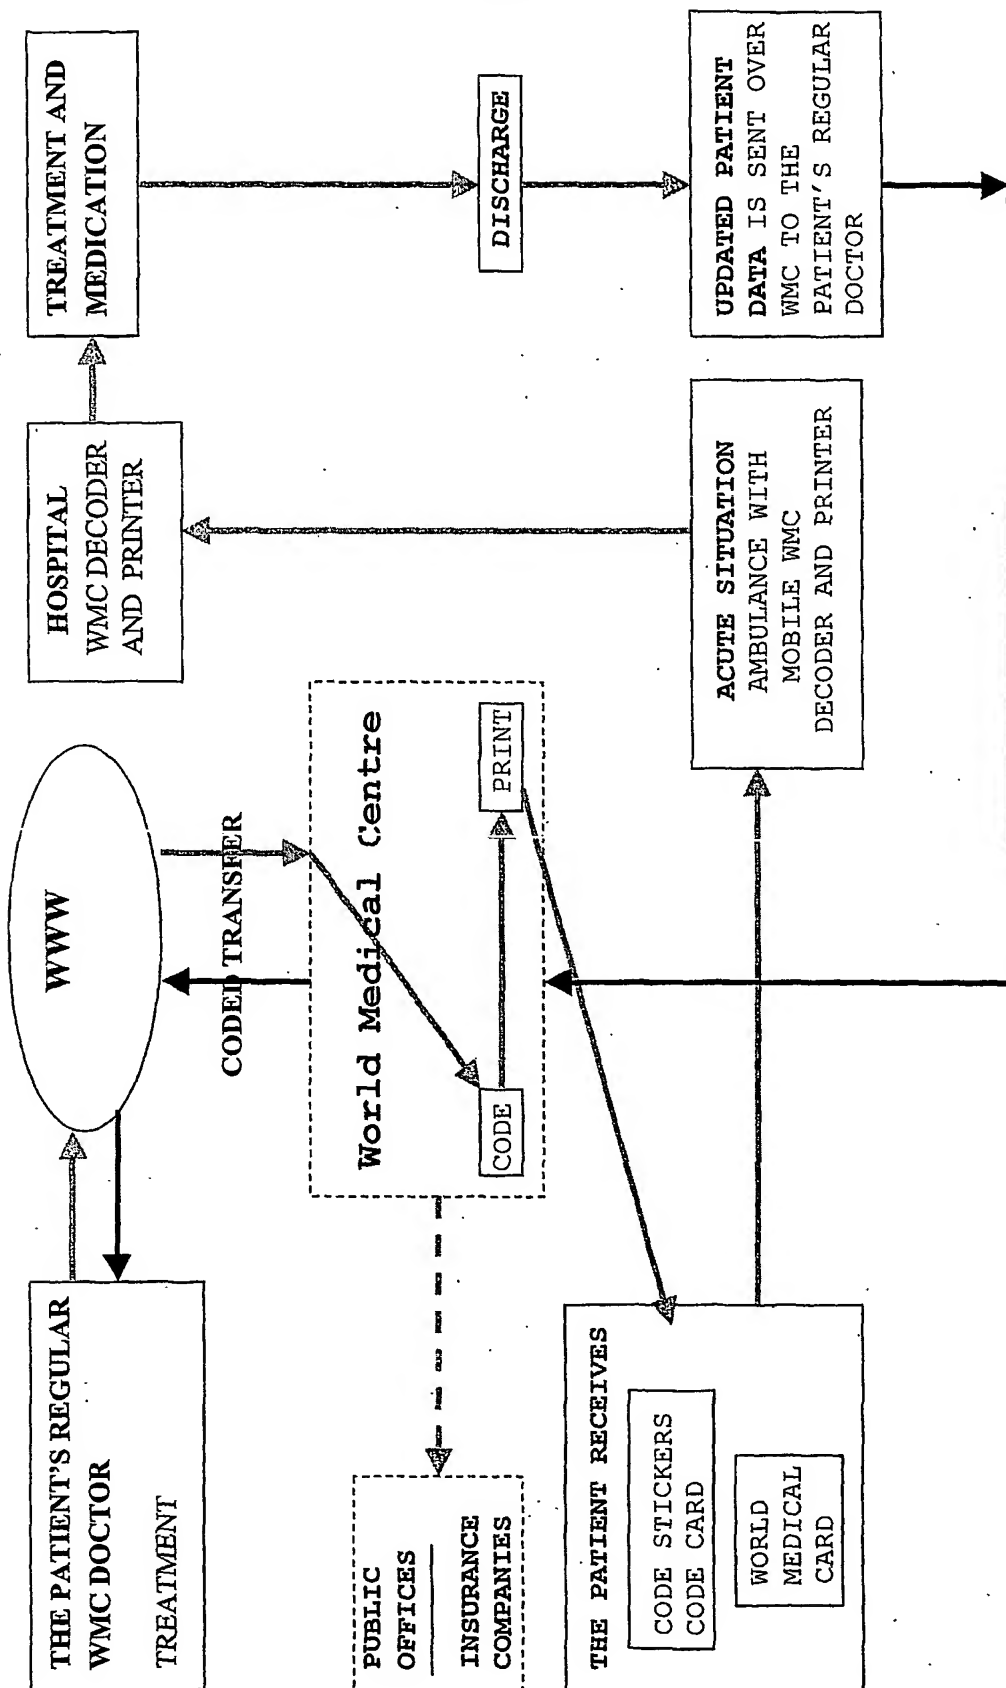 THE PATIENT'S REGULAR
WMC DOCTOR
TREATMENT
WWW
CODED TRANSFER
HOSPITAL
WMC DECODER
AND PRINTER
TREATMENT AND
MEDICATION
PUBLIC
OFFICES
INSURANCE
COMPANIES
World Medical Centre
CODE
PRINT
DISCHARGE
THE PATIENT RECEIVES
CODE STICKERS
CODE CARD
WORLD
MEDICAL
CARD
ACUTE SITUATION
AMBULANCE WITH
MOBILE WMC
DECODER AND PRINTER
UPDATED PATIENT
DATA IS SENT OVER
WMC TO THE
PATIENT'S REGULAR
DOCTOR